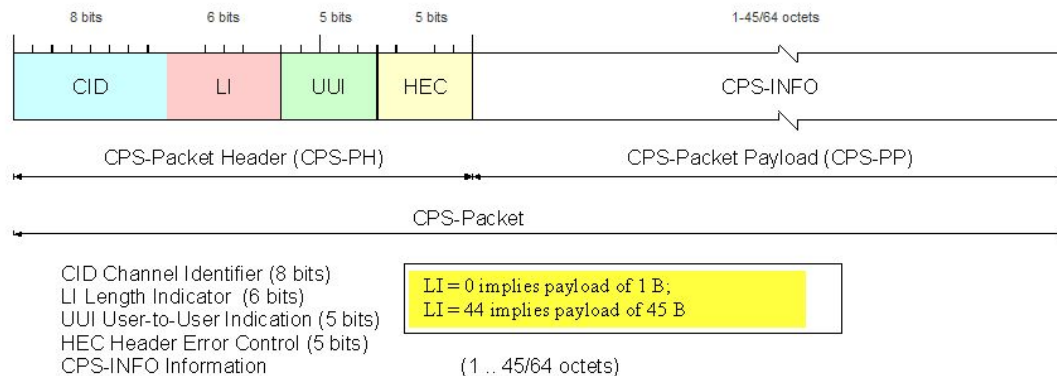 8 bits 6 bits 5 bits 5 bits 1-45/64 octets
CID LI UUI HEC CPS-INFO
CPS-Packet Header (CPS-PH) CPS-Packet Payload (CPS-PP)
CPS-Packet
CID Channel Identifier (8 bits)
LI Length Indicator (6 bits)
UUI User-to-User Indication (5 bits)
HEC Header Error Control (5 bits)
CPS-INFO Information (1 .. 45/64 octets)
LI = 0 implies payload of 1 B;
LI = 44 implies payload of 45 B